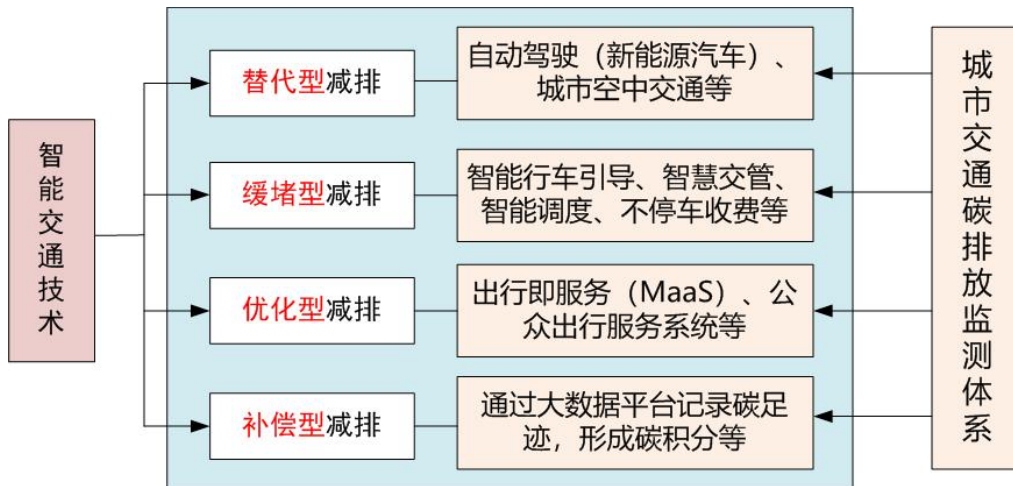 智能交通技术
替代型减排
自动驾驶（新能源汽车）、
城市空中交通等
缓堵型减排
智能行车引导、智慧交管、
智能调度、不停车收费等
优化型减排
出行即服务（MaaS）、公
众出行服务系统等
补偿型减排
通过大数据平台记录碳足
迹，形成碳积分等
城市交通碳排放监测体系